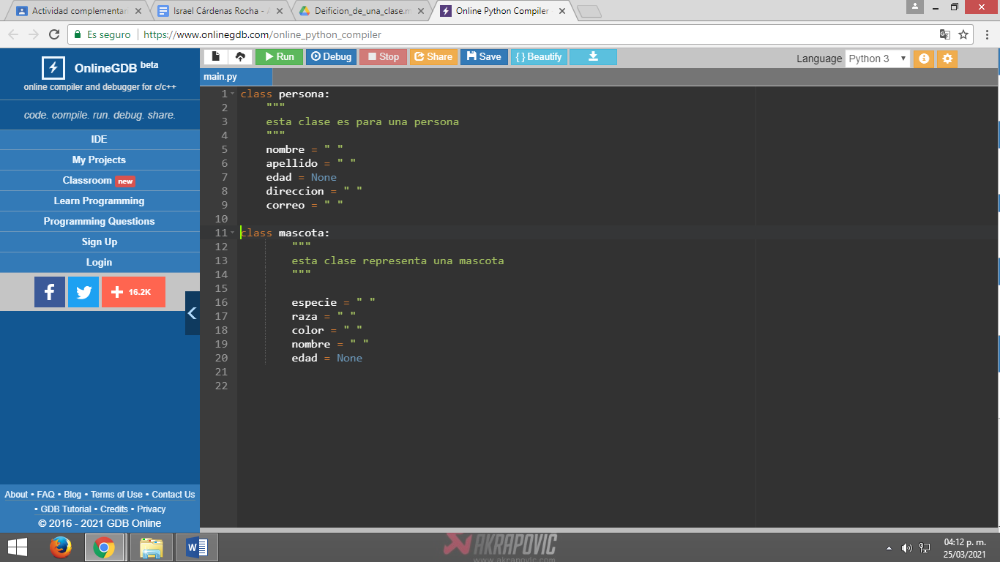 Actividad complementari
Israel Cárdenas Rocha - A
Deificion_de_una_clase.m
Online Python Compiler
Es seguro
https://www.onlinegdb.com/online_python_compiler
OnlineGDB beta
online compiler and debugger for c/c++
code. compile. run. debug. share.
IDE
My Projects
Classroom new
Learn Programming
Programming Questions
Sign Up
Login
f
16.2K
About • FAQ • Blog • Terms of Use • Contact Us
• GDB Tutorial • Credits • Privacy
© 2016 - 2021 GDB Online
Run Debug Stop Share Save { } Beautify
Language Python 3
main.py
1 class persona:
2 """
3 esta clase es para una persona
4 """
5 nombre = " "
6 apellido = " "
7 edad = None
8 direccion = " "
9 correo = " "
10
11 class mascota:
12 """
13 esta clase representa una mascota
14 """
15
16 especie = " "
17 raza = " "
18 color = " "
19 nombre = " "
20 edad = None
21
22
AKRAPOVIC
www.akrapovic.com
04:12 p. m.
25/03/2021